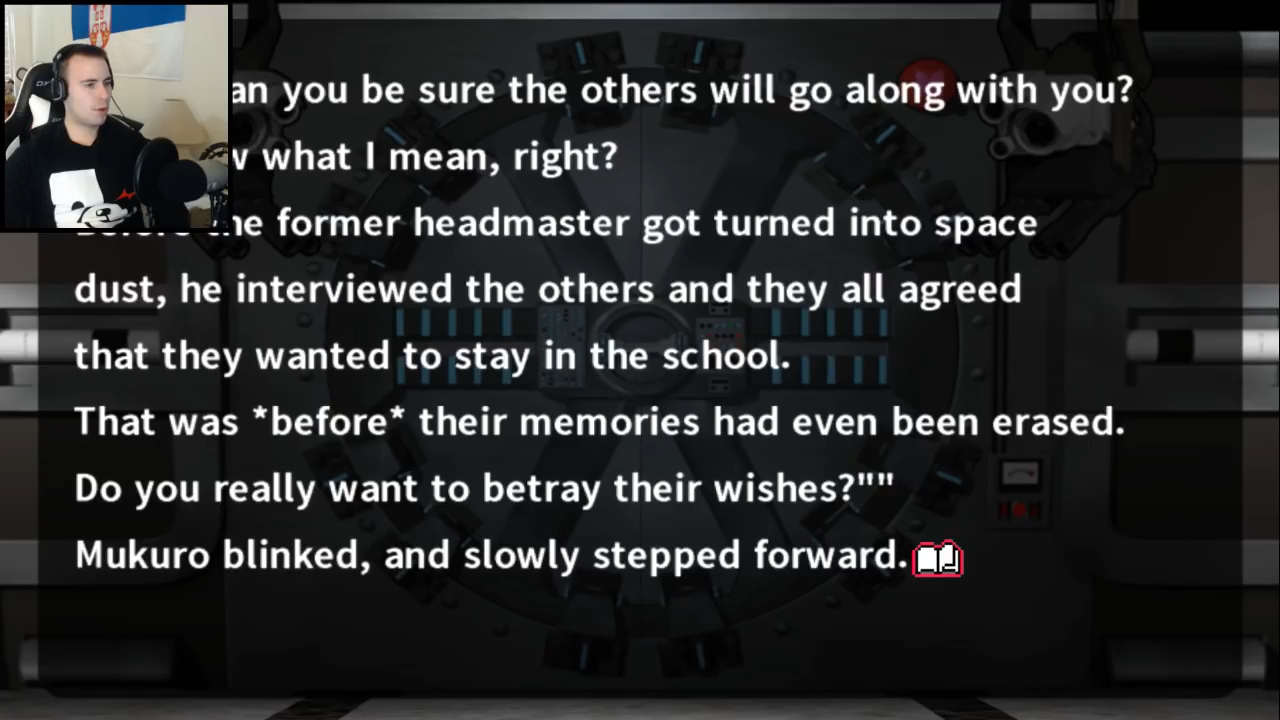 an you be sure the others will go along with you?
w what I mean, right?
Before the former headmaster got turned into space
dust, he interviewed the others and they all agreed
that they wanted to stay in the school.
That was *before* their memories had even been erased.
Do you really want to betray their wishes?""
Mukuro blinked, and slowly stepped forward.